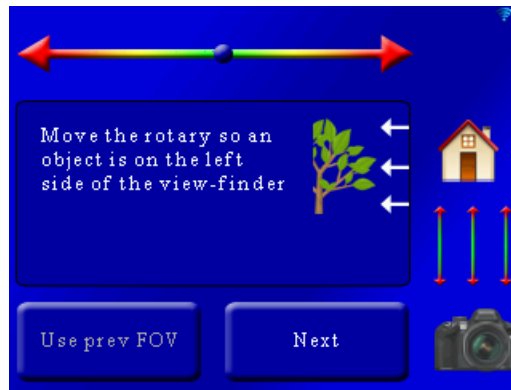 Move the rotary so an
object is on the left
side of the view-finder
Use prev FOV
Next